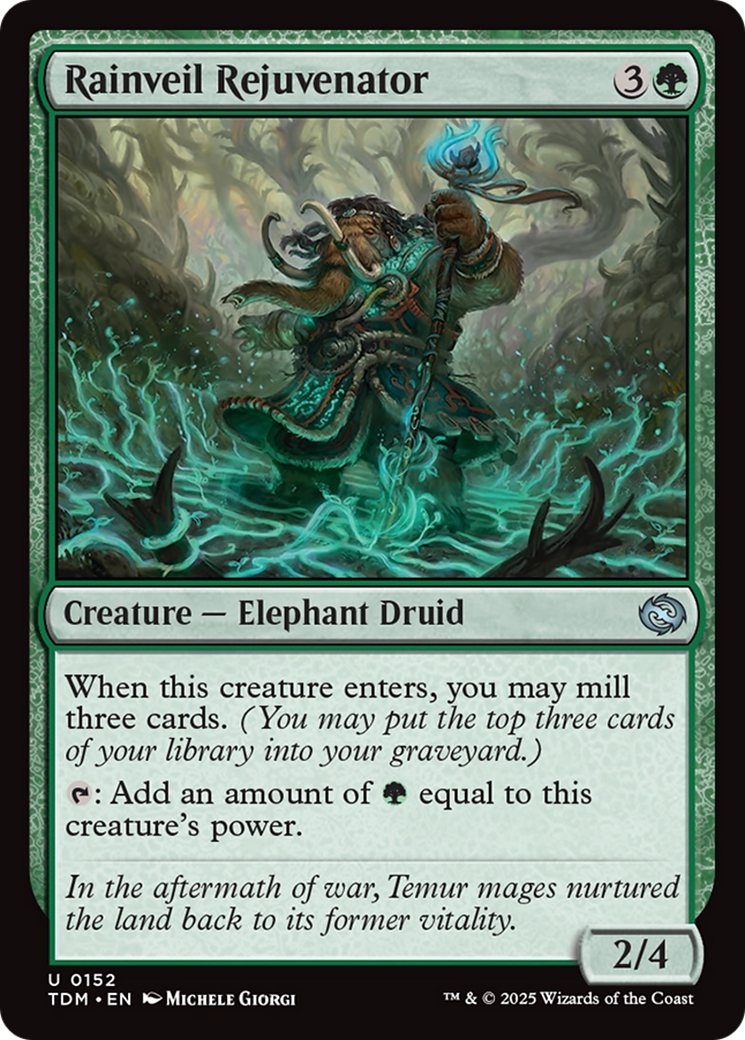 Rainveil Rejuvenator 3
Creature — Elephant Druid
When this creature enters, you may mill
three cards. (You may put the top three cards
of your library into your graveyard.)
: Add an amount of equal to this
creature's power.
In the aftermath of war, Temur mages nurtured
the land back to its former vitality.
2/4
U 0152
TDM • EN Michele Giorgi
™ & © 2025 Wizards of the Coast